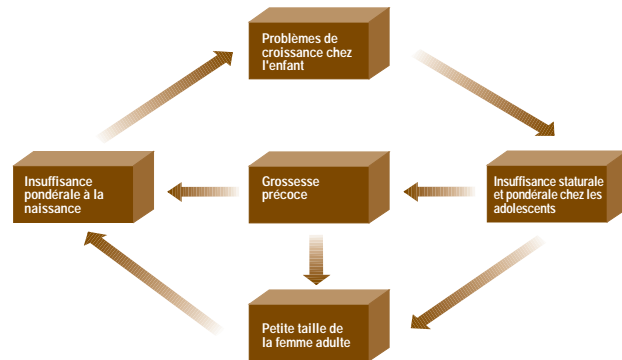 Problèmes de
croissance chez
l'enfant
Insuffisance
pondérale à la
naissance
Grossesse
précoce
Insuffisance staturale
et pondérale chez les
adolescents
Petite taille de
la femme adulte